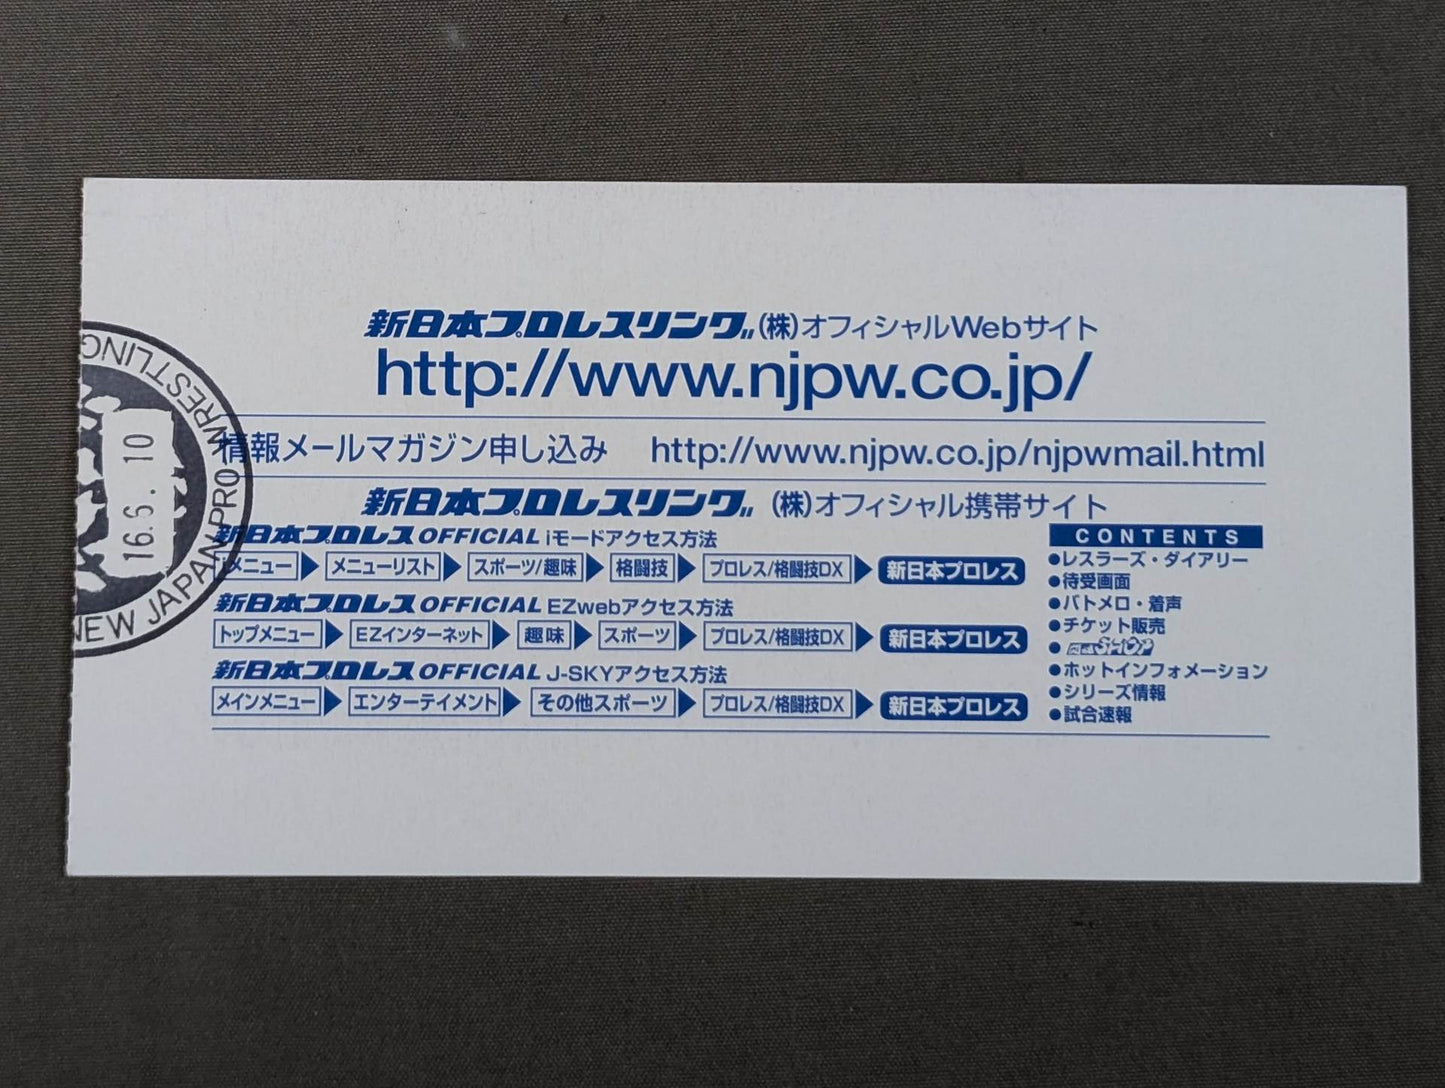 新日本プロレスリング(株)オフィシャルWebサイト
http://www.njpw.co.jp/
情報メールマガジン申し込み http://www.njpw.co.jp/njpwmail.html
新日本プロレスリング(株)オフィシャル携帯サイト
新日本プロレスOFFICIAL iモードアクセス方法
iメニュー メニューリスト スポーツ/趣味 格闘技 プロレス/格闘技DX 新日本プロレス
新日本プロレスOFFICIAL EZwebアクセス方法
トップメニュー EZインターネット 趣味 スポーツ プロレス/格闘技DX 新日本プロレス
新日本プロレスOFFICIAL J-SKYアクセス方法
メインメニュー エンターテイメント その他スポーツ プロレス/格闘技DX 新日本プロレス
CONTENTS
●レスラーズ・ダイアリー
●待受画面
●バトメロ・着声
●チケット販売
●闘魂SHOP
●ホットインフォメーション
●シリーズ情報
●試合速報
NEW JAPAN PRO WRESTLING
16.6.10